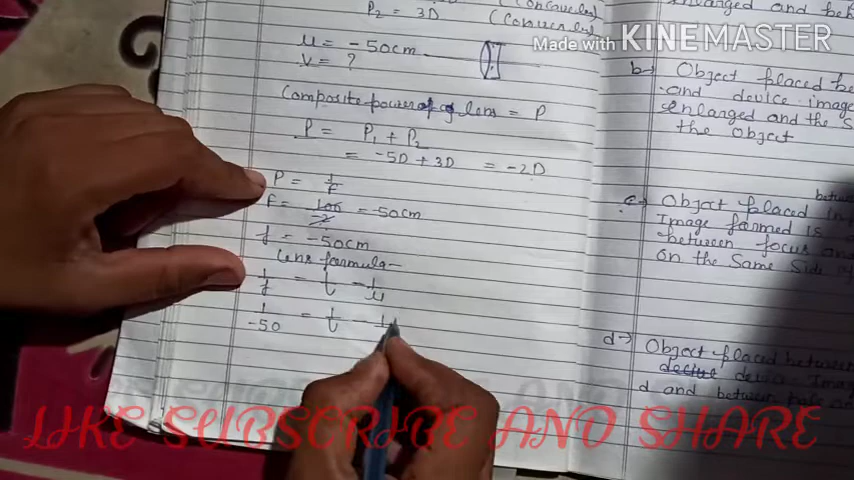 (Concavelens)
P₂ = 3D (Convexlens)
u = -50cm
v = ?
Composite power of lens = P
P = P₁ + P₂
= -5D + 3D = -2D
P = 1/f
F = 100/-2 = -50cm
f = -50cm
lens formula-
1/f = 1/v - 1/u
1/-50 = 1/v - 1
enlarged and
b→ Object placed
and device image
enlarged and the S
the Object
c→ Object placed
Image formed is
between focus and
on the Same Side of
d→ Object placed between
device
d and between
Made with KINEMASTER
LIKE SUBSCRIBE AND SHARE